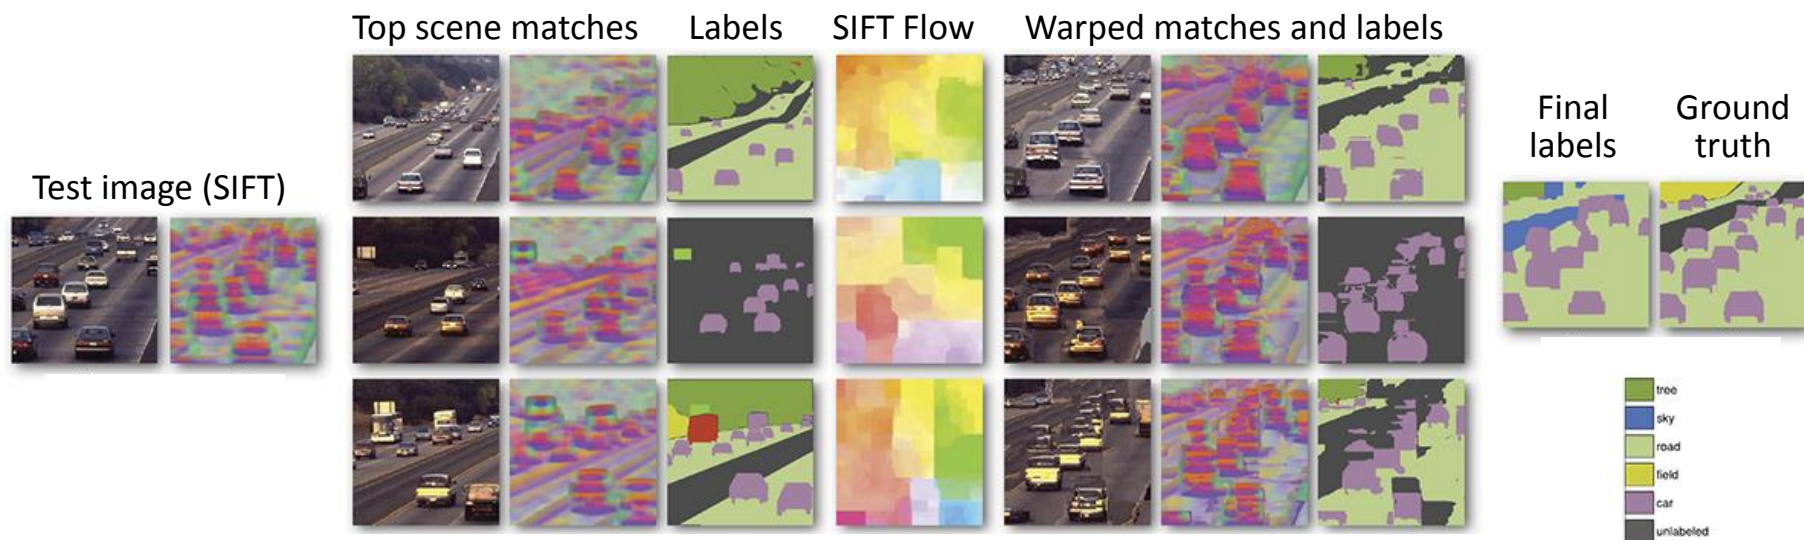 Top scene matches
Labels
SIFT Flow
Warped matches and labels
Final
labels
Ground
truth
Test image (SIFT)
tree
sky
road
field
car
unlabeled